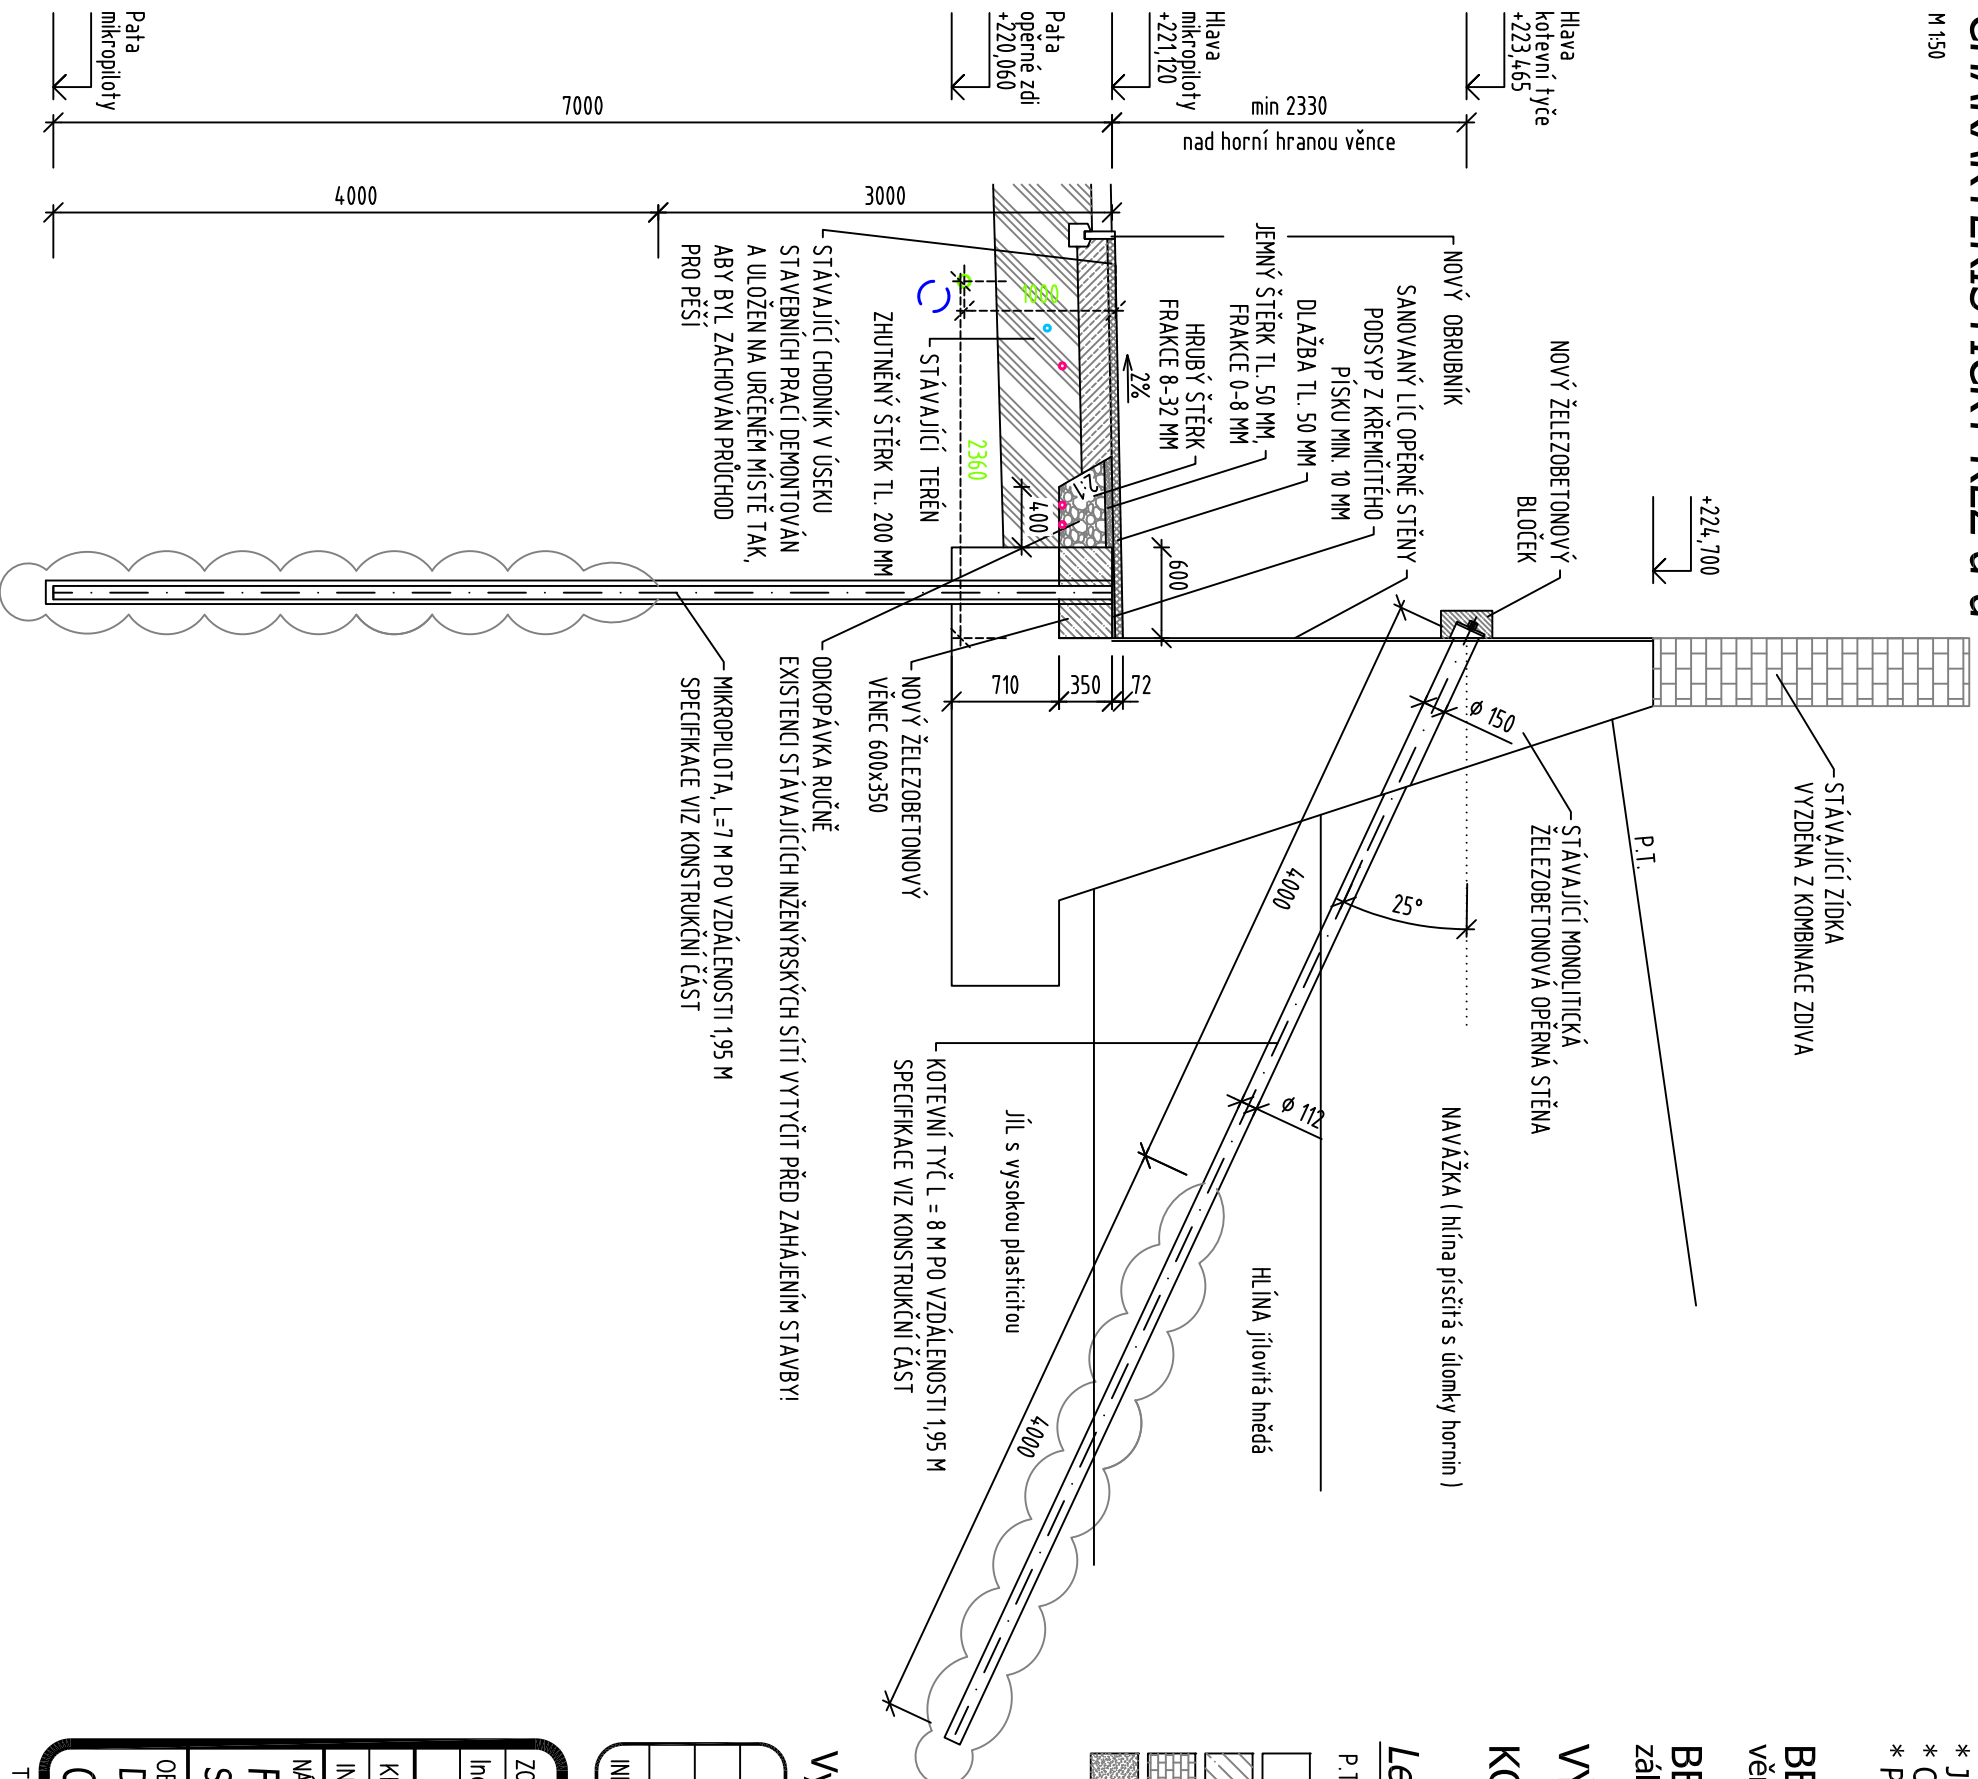 M 1:50
Hlava
kotevní tyče
+223,465
Hlava
mikropiloty
+221,120
Pata
opěrné zdi
+220,060
Pata
mikropiloty
min 2330
nad horní hranou věnce
7000
3000
4000
+224,700
NOVÝ ŽELEZOBETONOVÝ
BLOČEK
NOVÝ OBRUBNÍK
SANOVANÝ LÍC OPĚRNÉ STĚNY
PODSYP Z KŘEMIČITÉHO
PÍSKU MIN. 10 MM
DLAŽBA TL. 50 MM
JEMNÝ ŠTĚRK TL. 50 MM,
FRAKCE 0-8 MM
HRUBÝ ŠTĚRK
FRAKCE 8-32 MM
2%
1000
2360
400
600
STÁVAJÍCÍ TERÉN
ZHUTNĚNÝ ŠTĚRK TL. 200 MM
STÁVAJÍCÍ CHODNÍK V ÚSEKU
STAVEBNÍCH PRACÍ DEMONTOVÁN
A ULOŽEN NA URČENÉM MÍSTĚ TAK,
ABY BYL ZACHOVÁN PRŮCHOD
PRO PĚŠÍ
72
350
710
STÁVAJÍCÍ ZÍDKA
VYZDĚNA Z KOMBINACE ZDIVA
P.T.
STÁVAJÍCÍ MONOLITICKÁ
ŽELEZOBETONOVÁ OPĚRNÁ STĚNA
ø 150
25°
4000
ø 112
4000
NOVÝ ŽELEZOBETONOVÝ
VĚNEC 600x350
ODKOPÁVKA RUČNĚ
EXISTENCI STÁVAJÍCÍCH INŽENÝRSKÝCH SÍTÍ VYTYČIT PŘED ZAHÁJENÍM STAVBY!
MIKROPILOTA, L=7 M PO VZDÁLENOSTI 1,95 M
SPECIFIKACE VIZ KONSTRUKČNÍ ČÁST
KOTEVNÍ TYČ L = 8 M PO VZDÁLENOSTI 1,95 M
SPECIFIKACE VIZ KONSTRUKČNÍ ČÁST
NAVÁŽKA ( hlína písčitá s úlomky hornin )
HLÍNA jílovitá hnědá
JÍL s vysokou plasticitou